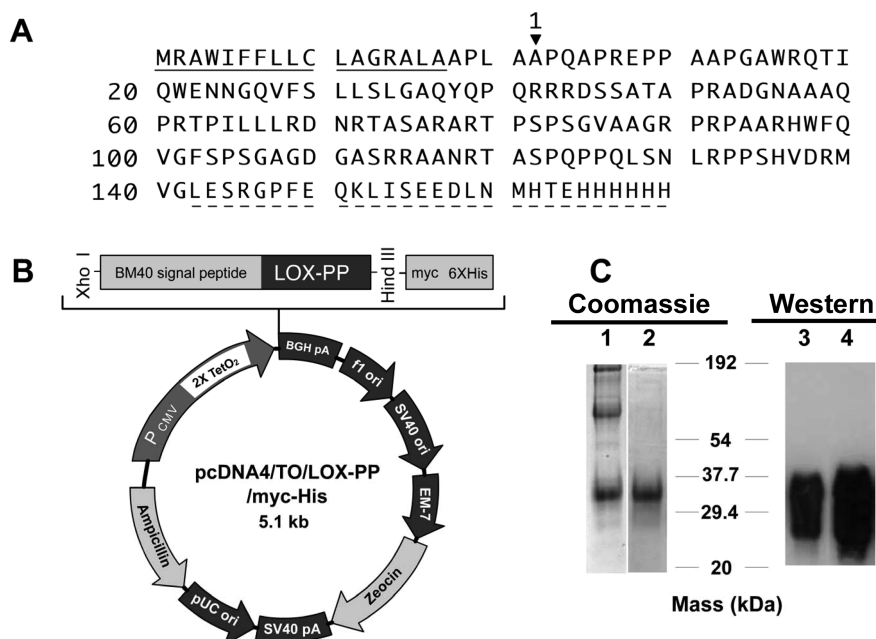 A
1
MRAWIFFLLC LAGRALAAPL AAPQAPREPP AAPGAWRQTI
20 QWENNGQVFS LLSLGAQYQP QRRRDSSATA PRADGNAAAQ
60 PRTPILLLRD NRTASARART PSPSGVAAGR PRPAARHWFQ
100 VGFSPSGAGD GASRRAANRT ASPQPPQLSN LRPPSHVDRM
140 VGLESRGPFE QKLISEEDLN MHTEHHHHHH
B
Xho I
BM40 signal peptide
LOX-PP
Hind III
myc 6XHis
BGH pA
f1 ori
SV40 ori
EM-7
Zeocin
SV40 pA
pUC ori
Ampicillin
PCMV
2X TetO2
pcDNA4/TO/LOX-PP
/myc-His
5.1 kb
C
Coomassie
Western
1 2
3 4
192
54
37.7
29.4
20
Mass (kDa)